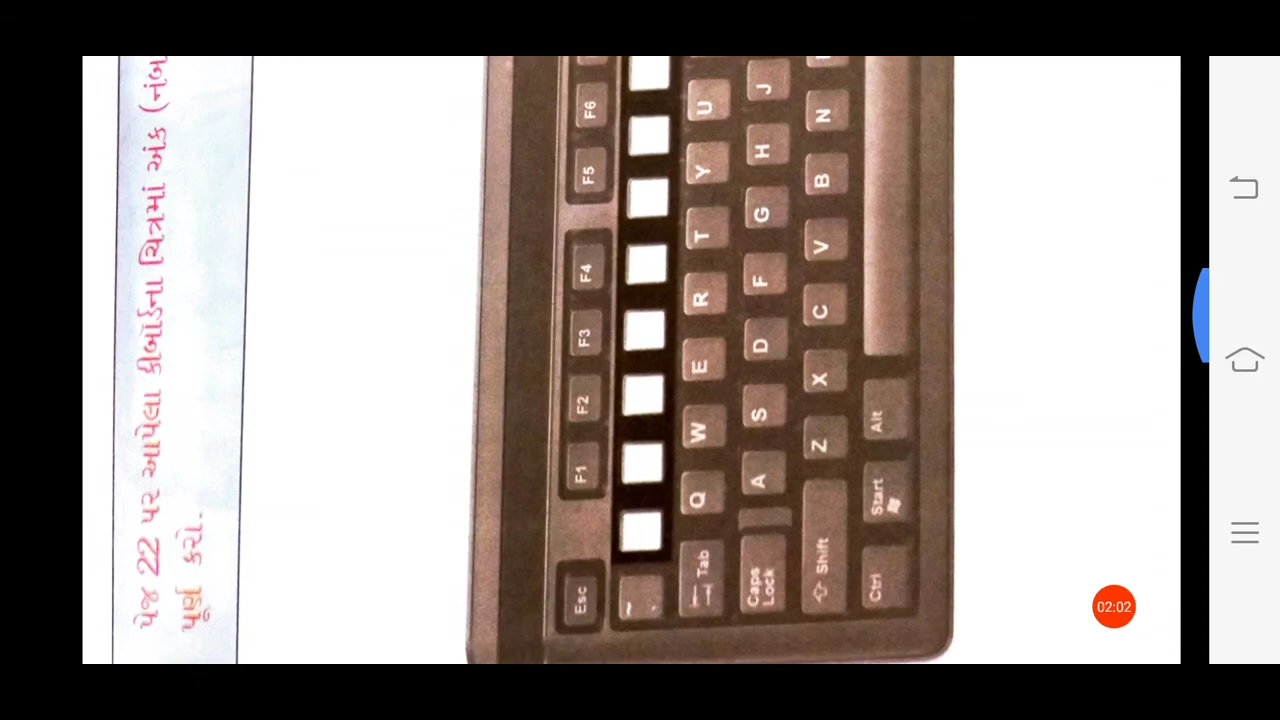 પેજ 22 પર આપેલા કીબોર્ડના ચિત્રમાં અંક (નંબ
પૂર્ણ કરો.
Esc F1 F2 F3 F4 F5 F6
~
Tab Q W E R T Y U
Caps Lock A S D F G H J
Shift Z X C V B N
Ctrl Start Alt
02:02